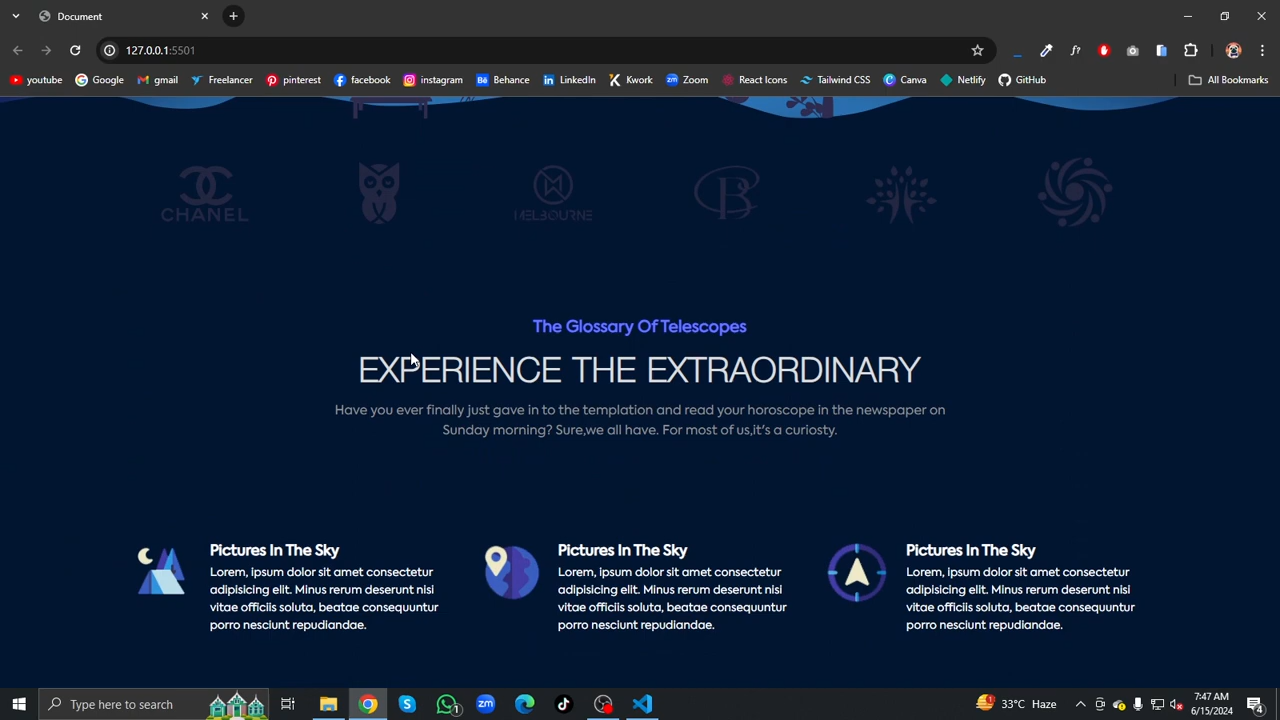 Document
127.0.0.1:5501
youtube Google gmail Freelancer pinterest facebook instagram Behance LinkedIn Kwork Zoom React Icons Tailwind CSS Canva Netlify GitHub All Bookmarks
CHANEL MELBOURNE B
The Glossary Of Telescopes
EXPERIENCE THE EXTRAORDINARY
Have you ever finally just gave in to the templation and read your horoscope in the newspaper on
Sunday morning? Sure,we all have. For most of us,it's a curiosty.
Pictures In The Sky
Lorem, ipsum dolor sit amet consectetur
adipisicing elit. Minus rerum deserunt nisi
vitae officiis soluta, beatae consequuntur
porro nesciunt repudiandae.
Pictures In The Sky
Lorem, ipsum dolor sit amet consectetur
adipisicing elit. Minus rerum deserunt nisi
vitae officiis soluta, beatae consequuntur
porro nesciunt repudiandae.
Pictures In The Sky
Lorem, ipsum dolor sit amet consectetur
adipisicing elit. Minus rerum deserunt nisi
vitae officiis soluta, beatae consequuntur
porro nesciunt repudiandae.
Type here to search
33°C Haze
7:47 AM
6/15/2024